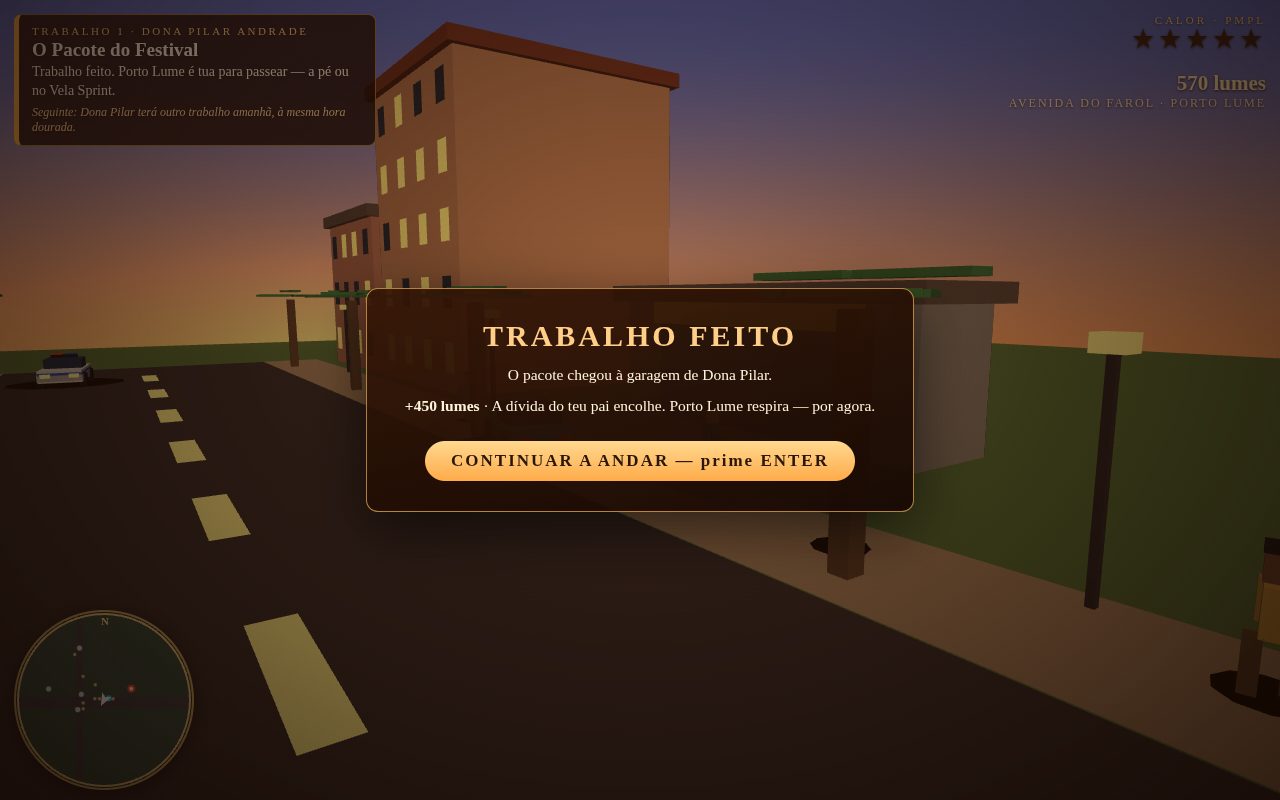 TRABALHO 1 · DONA PILAR ANDRADE
O Pacote do Festival
Trabalho feito. Porto Lume é tua para passear — a pé ou
no Vela Sprint.
Seguinte: Dona Pilar terá outro trabalho amanhã, à mesma hora
dourada.
CALOR · PMPL
★★★★★
570 lumes
AVENIDA DO FAROL · PORTO LUME
TRABALHO FEITO
O pacote chegou à garagem de Dona Pilar.
+450 lumes · A dívida do teu pai encolhe. Porto Lume respira — por agora.
CONTINUAR A ANDAR — prime ENTER
N